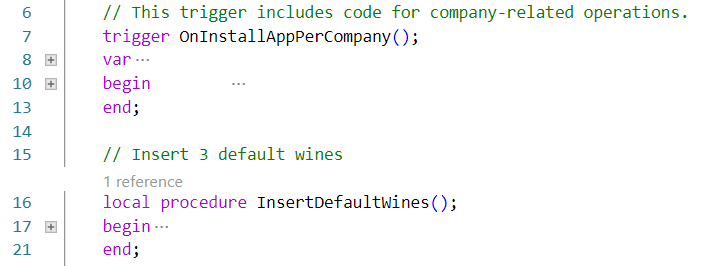 6 // This trigger includes code for company-related operations.
7 trigger OnInstallAppPerCompany();
8 var ...
10 begin ...
13 end;
14
15 // Insert 3 default wines
1 reference
16 local procedure InsertDefaultWines();
17 begin ...
21 end;